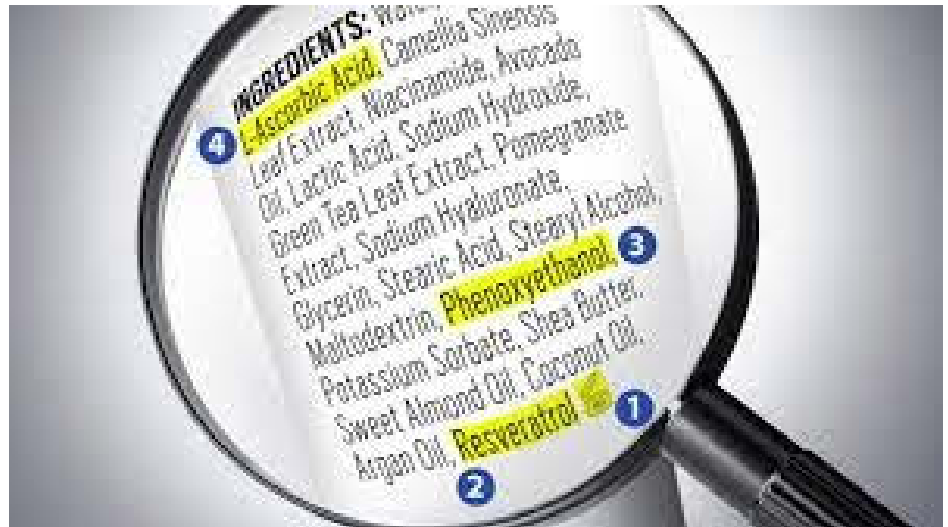 INGREDIENTS: Water,
L-Ascorbic Acid, Camellia Sinensis
Leaf Extract, Niacinamide, Avocado
Oil, Lactic Acid, Sodium Hydroxide,
Green Tea Leaf Extract, Pomegranate
Extract, Sodium Hyaluronate,
Glycerin, Stearic Acid, Stearyl Alcohol,
Maltodextrin, Phenoxyethanol,
Potassium Sorbate, Shea Butter,
Sweet Almond Oil, Coconut Oil,
Argan Oil, Resveratrol
4
3
1
2